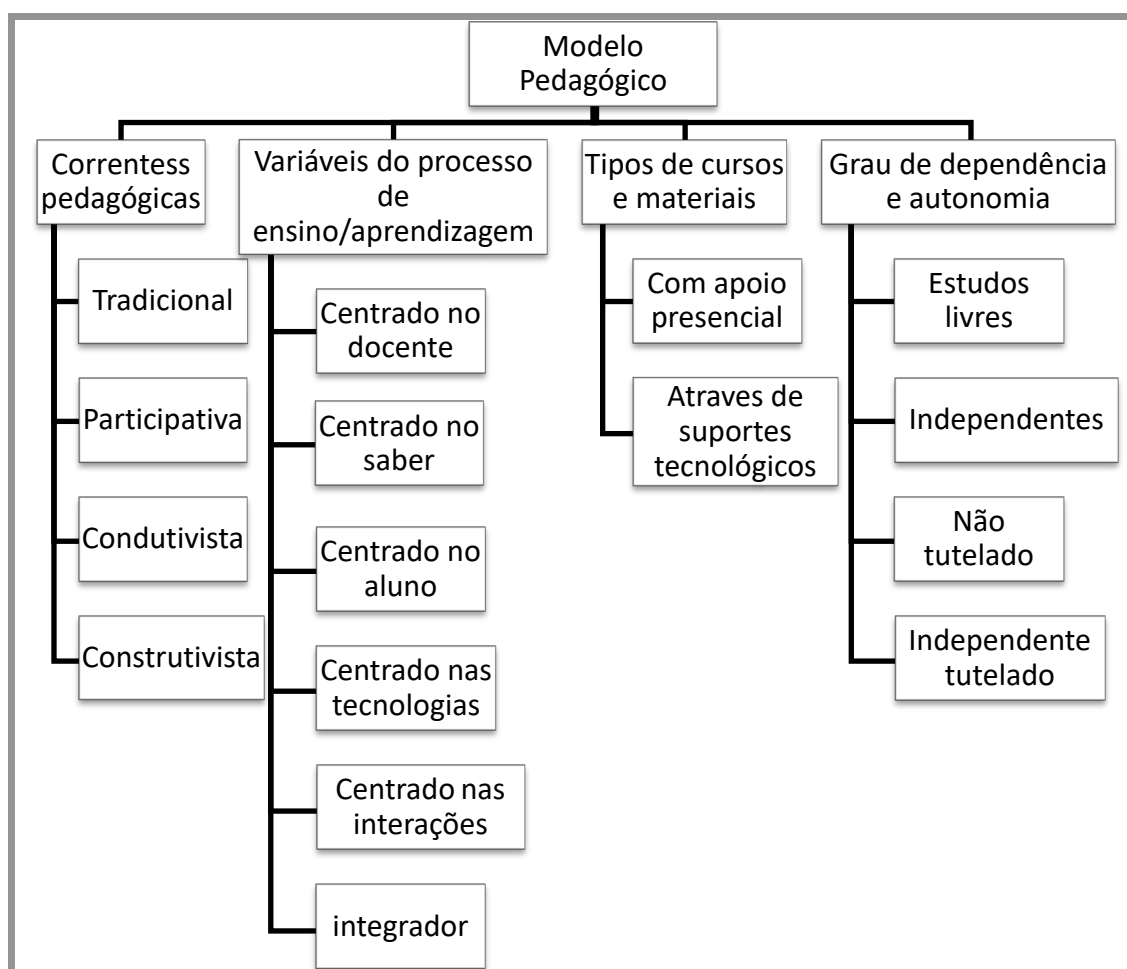 Modelo
Pedagógico
Correntess
pedagógicas
Tradicional
Participativa
Condutivista
Construtivista
Variáveis do processo
de
ensino/aprendizagem
Centrado no
docente
Centrado no
saber
Centrado no
aluno
Centrado nas
tecnologias
Centrado nas
interações
integrador
Tipos de cursos
e materiais
Com apoio
presencial
Atraves de
suportes
tecnológicos
Grau de dependência
e autonomia
Estudos
livres
Independentes
Não
tutelado
Independente
tutelado